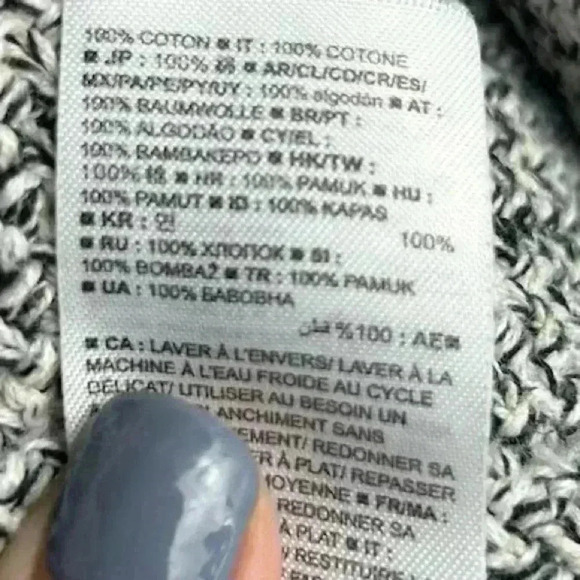 100% COTON ■ IT : 100% COTONE
■ JP : 100% 綿 ■ AR/CL/CO/CR/ES/
MX/PA/PE/PY/UY : 100% algodón ■ AT :
100% BAUMWOLLE ■ BR/PT :
100% ALGODÃO ■ CY/EL :
100% BAMBAKEPO ■ HK/TW :
100% 棉 ■ HR : 100% PAMUK ■ HU :
100% PAMUT ■ ID : 100% KAPAS
■ KR : 면 100%
■ RU : 100% ХЛОПОК ■ SI :
100% BOMBAŽ ■ TR : 100% PAMUK
■ UA : 100% БАВОВНА
■AE : 100% قطن
■ CA : LAVER À L'ENVERS/ LAVER À LA
MACHINE À L'EAU FROIDE AU CYCLE
DÉLICAT/ UTILISER AU BESOIN UN
BLANCHIMENT SANS
REDONNER SA
À PLAT/ REPASSER
MOYENNE ■ FR/MA :
REDONNER SA
À PLAT ■ IT :
RESTITUIRE